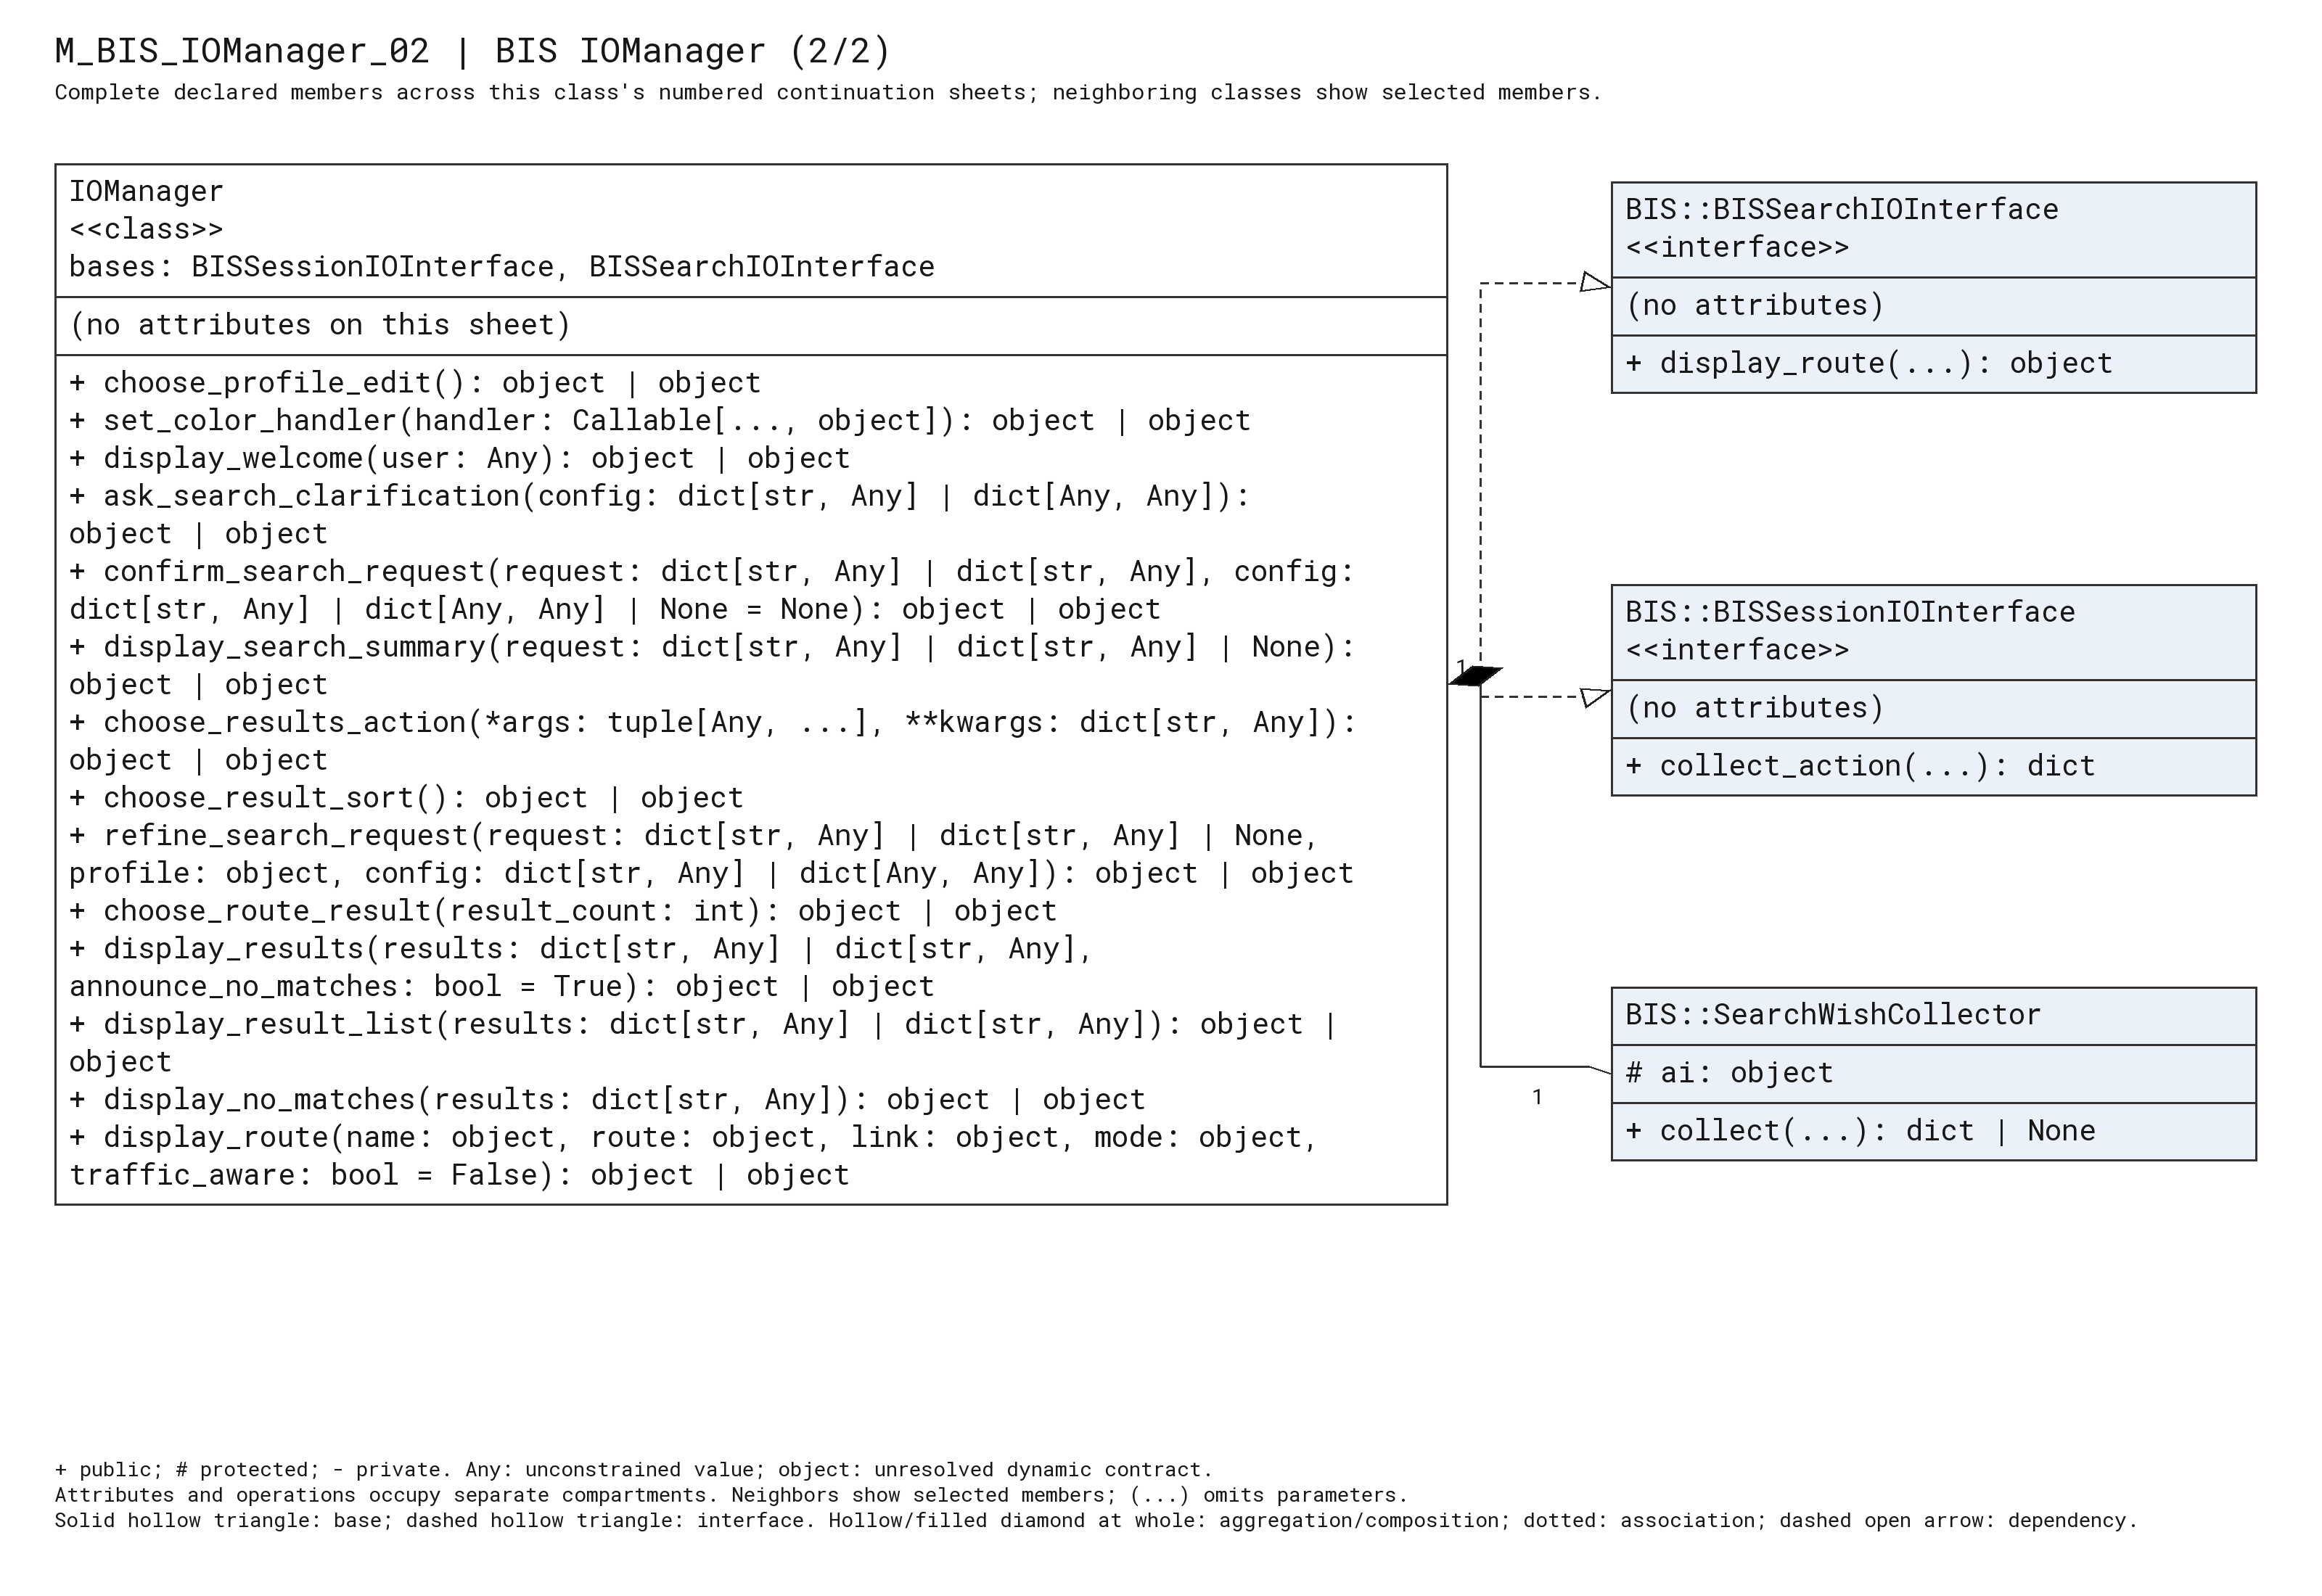 M_BIS_IOManager_02 | BIS IOManager (2/2)
Complete declared members across this class's numbered continuation sheets; neighboring classes show selected members.
IOManager
<<class>>
bases: BISSessionIOInterface, BISSearchIOInterface
(no attributes on this sheet)
+ choose_profile_edit(): object | object
+ set_color_handler(handler: Callable[..., object]): object | object
+ display_welcome(user: Any): object | object
+ ask_search_clarification(config: dict[str, Any] | dict[Any, Any]):
object | object
+ confirm_search_request(request: dict[str, Any] | dict[str, Any], config:
dict[str, Any] | dict[Any, Any] | None = None): object | object
+ display_search_summary(request: dict[str, Any] | dict[str, Any] | None):
object | object
+ choose_results_action(*args: tuple[Any, ...], **kwargs: dict[str, Any]):
object | object
+ choose_result_sort(): object | object
+ refine_search_request(request: dict[str, Any] | dict[str, Any] | None,
profile: object, config: dict[str, Any] | dict[Any, Any]): object | object
+ choose_route_result(result_count: int): object | object
+ display_results(results: dict[str, Any] | dict[str, Any],
announce_no_matches: bool = True): object | object
+ display_result_list(results: dict[str, Any] | dict[str, Any]): object |
object
+ display_no_matches(results: dict[str, Any]): object | object
+ display_route(name: object, route: object, link: object, mode: object,
traffic_aware: bool = False): object | object
1
1
BIS::BISSearchIOInterface
<<interface>>
(no attributes)
+ display_route(...): object
BIS::BISSessionIOInterface
<<interface>>
(no attributes)
+ collect_action(...): dict
BIS::SearchWishCollector
# ai: object
+ collect(...): dict | None
+ public; # protected; - private. Any: unconstrained value; object: unresolved dynamic contract.
Attributes and operations occupy separate compartments. Neighbors show selected members; (...) omits parameters.
Solid hollow triangle: base; dashed hollow triangle: interface. Hollow/filled diamond at whole: aggregation/composition; dotted: association; dashed open arrow: dependency.